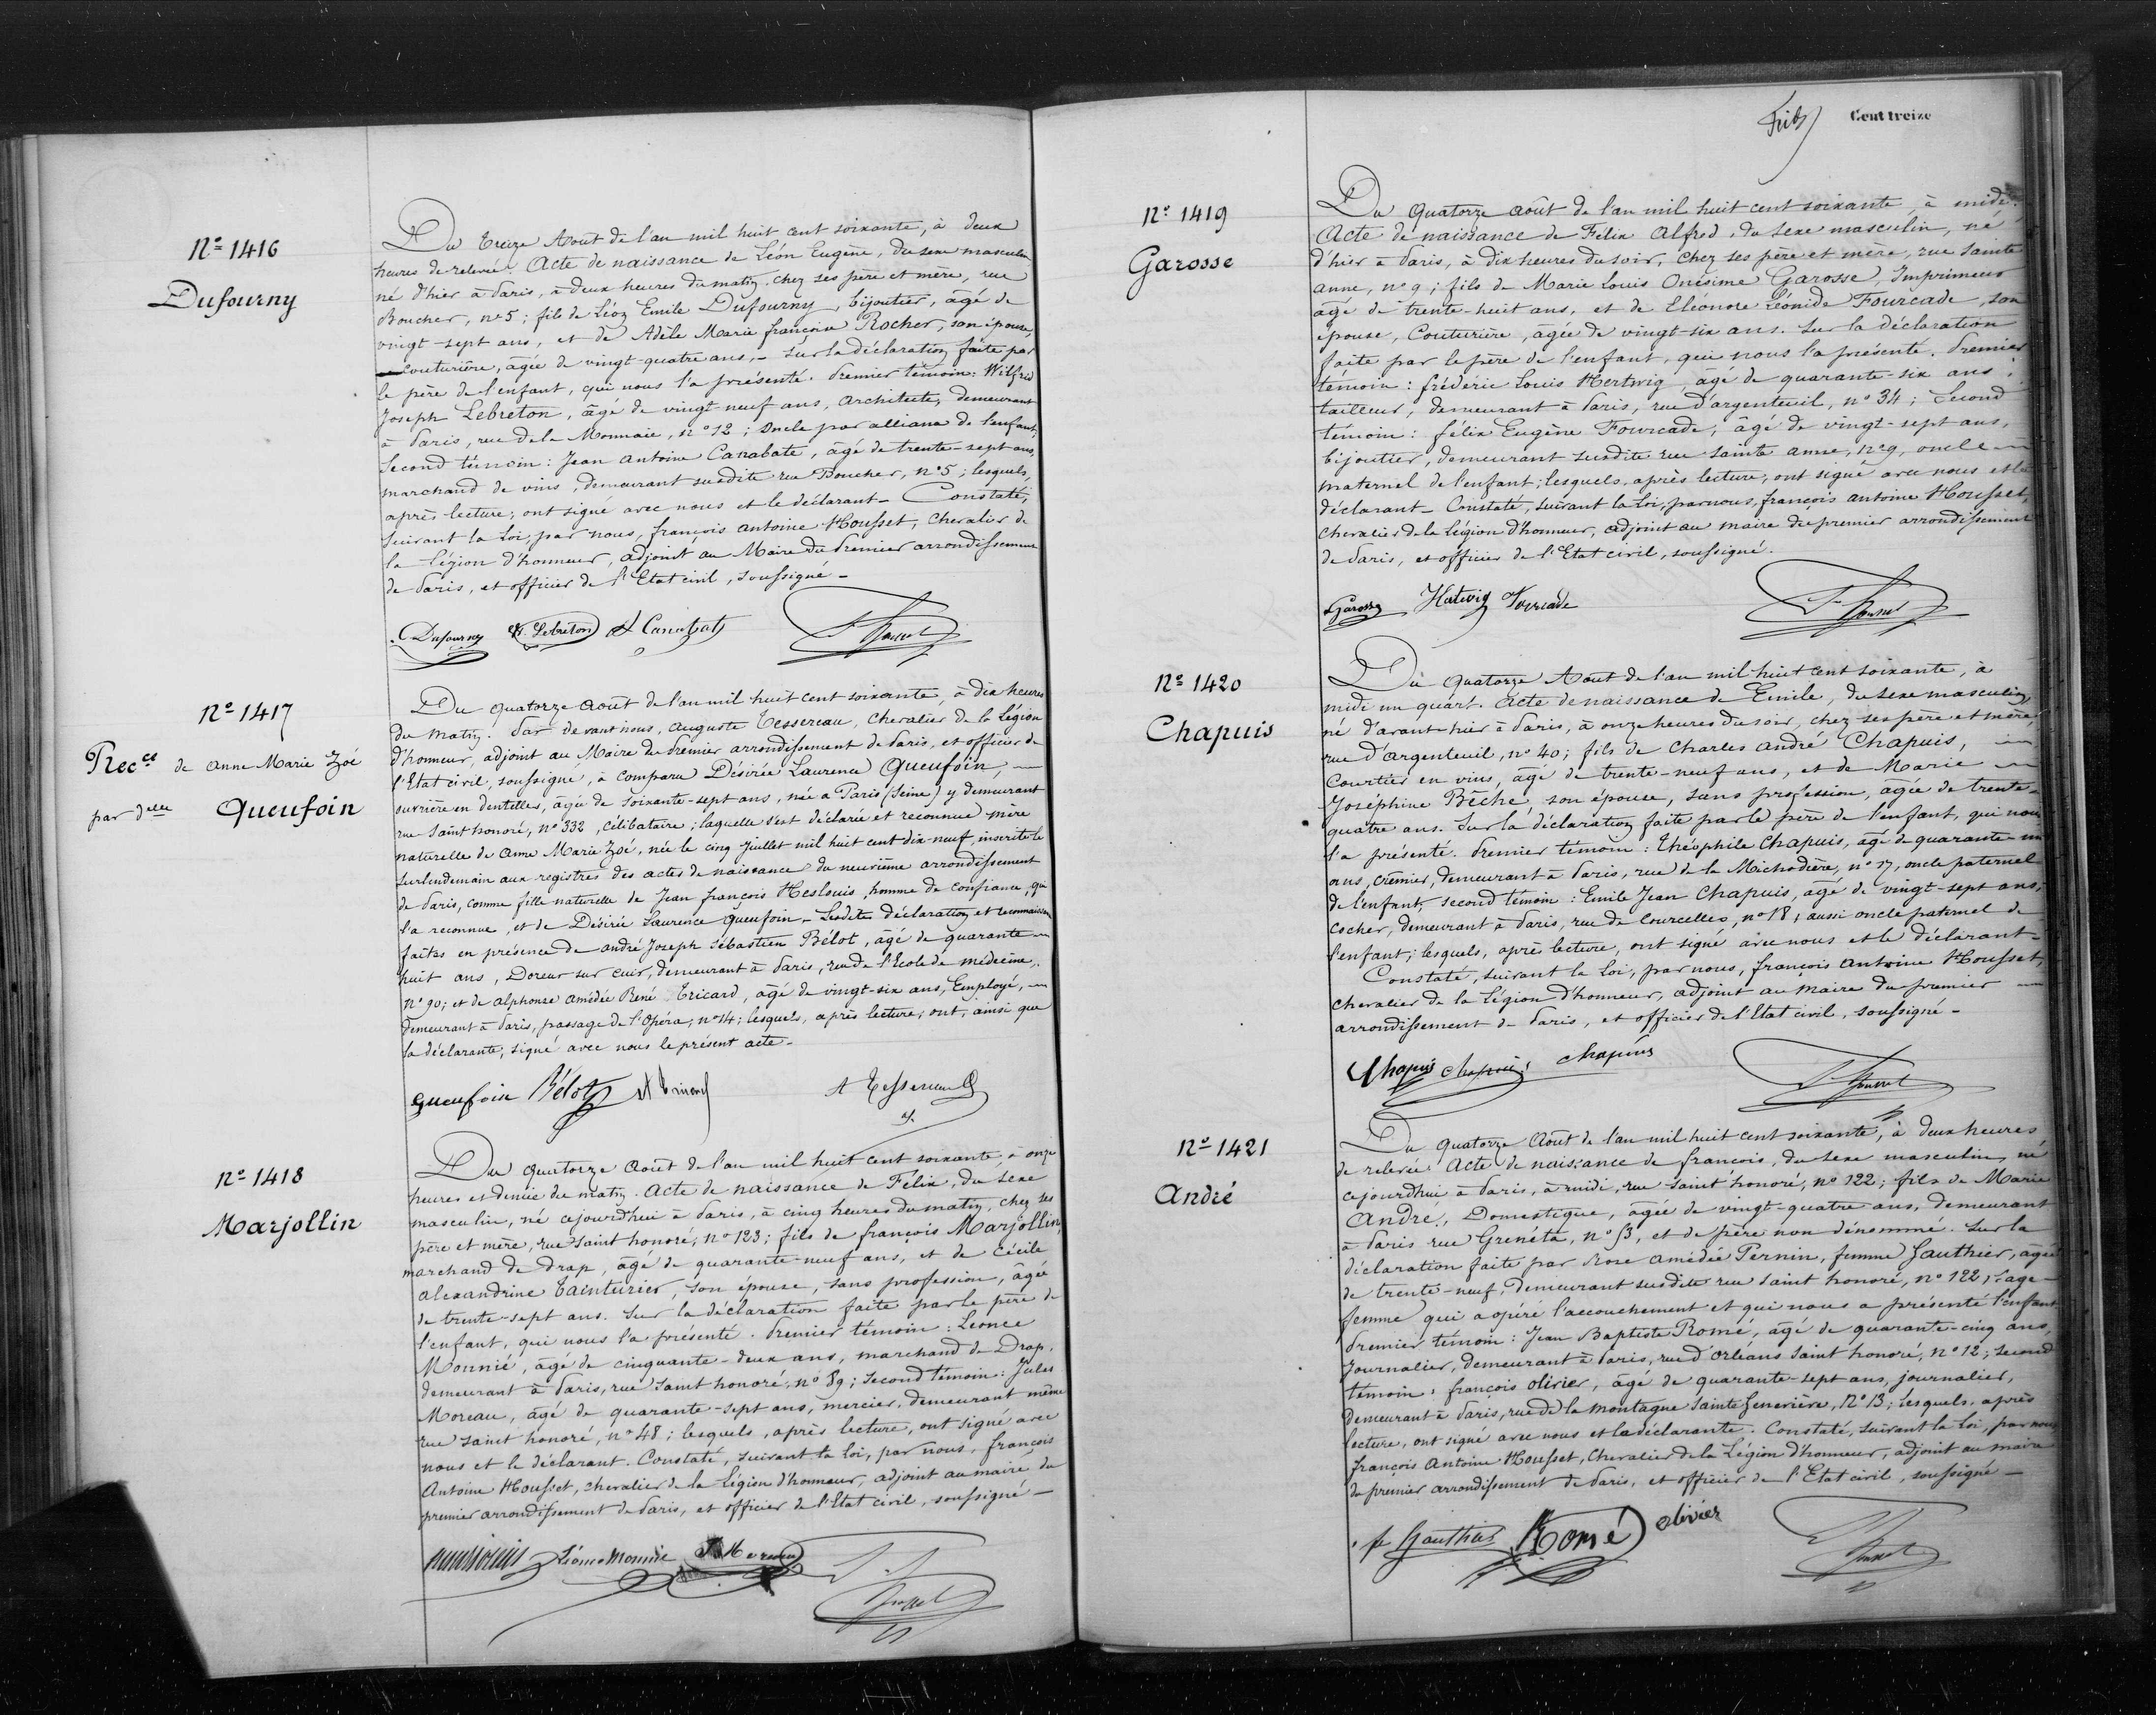 Nº 1416
Dufourny
Du treize Août de l'an mil huit cent soixante, à deux
heures de relevée. Acte de naissance de Léon Eugène, du sexe masculin
né d'hier à Paris, à deux heures du matin, chez ses père et mère, rue
Boucher, nº 5; fils de Léon Emile Dufourny, bijoutier, âgé de
vingt-sept ans, et de Adèle Marie françoise Rocher, son épouse,
couturière, âgée de vingt-quatre ans, - Sur la déclaration faite par
le père de l'enfant, qui nous l'a présenté. Premier témoin: Wilfrid
Joseph Lebreton, âgé de vingt-neuf ans, architecte, demeurant
à Paris, rue de la Monnaie, nº 12; Oncle par alliance de l'enfant,
Second témoin: Jean Antoine Canabate, âgé de trente-sept ans,
marchand de vins, demeurant susdite rue Boucher, nº 5; lesquels,
après lecture, ont signé avec nous et le déclarant - Constaté,
Suivant la Loi, par nous, françois antoine Housset, chevalier de
la Légion d'honneur, adjoint au Maire du Premier arrondissement
de Paris, et officier de l'Etat civil, soussigné -
Dufourny Lebreton
Nº 1417
Recce de Anne Marie Zoé
par delle Queufoin
Du quatorze août de l'an mil huit cent soixante, à dix heures
du matin. Par devant nous, Auguste Tessereau, chevalier de la Légion
d'honneur, adjoint au Maire du Premier arrondissement de Paris, et officier de
l'Etat civil, soussigné, à comparu Désirée Laurence Queufoin,
ouvrière en dentelles, âgée de soixante-sept ans, née à Paris (Seine) y demeurant
rue Saint honoré, nº 332, célibataire; laquelle s'est déclarée et reconnue mère
naturelle de Anne Marie Zoé, née le cinq Juillet mil huit cent dix-neuf, inscrite le
surlendemain aux registres des actes de naissance du neuvième arrondissement
de Paris, comme fille naturelle de Jean françois Heslouis, homme de confiance, qui
l'a reconnue, et de Désirée Laurence Queufoin - Lesdites déclaration et reconnaissance
faites en présence de andré Joseph Sébastien Bélot, âgé de quarante
huit ans, Doreur sur cuir, demeurant à Paris, rue de l'Ecole de médecine,
Nº 90; et de alphonse amédée René Tricard, âgé de vingt-six ans, Employé,
demeurant à Paris, passage de l'Opéra, nº 14; lesquels, après lecture, ont, ainsi que
la déclarante, signé avec nous le présent acte -
Queufoin Bélot A Tessereau
Nº 1418
Marjollin
Du quatorze août de l'an mil huit cent soixante, à onze
heures et demie du matin. Acte de naissance de Félix, du sexe
masculin, né cejourd'hui à Paris, à cinq heures du matin, chez ses
père et mère, rue Saint honoré, nº 123; fils de françois Marjollin,
marchand de drap, âgé de quarante-neuf ans, et de Cécile
alexandrine Tainturier, son épouse, sans profession, âgée
de trente-sept ans. Sur la déclaration faite par le père de
l'enfant, qui nous l'a présenté. Premier témoin: Léonce
Monnié, âgé de cinquante-deux ans, marchand de Drap,
demeurant à Paris, rue Saint honoré, nº 89; Second témoin: Jules
Moreau, âgé de quarante-sept ans, mercier, demeurant même
rue Saint honoré, nº 48; lesquels, après lecture, ont signé avec
nous et le déclarant. Constaté, suivant la loi, par nous, françois
Antoine Housset, chevalier de la Légion d'honneur, adjoint au maire du
premier arrondissement de Paris, et officier de l'Etat civil, soussigné -
Léonce Monnié
Cent treize
Nº 1419
Garosse
Du Quatorze août de l'an mil huit cent soixante, à midi.
Acte de naissance de Félix Alfred, du sexe masculin, né
d'hier à Paris, à dix heures du soir, chez ses père et mère, rue Sainte
anne, nº 9; fils de Marie Louis Onésime Garosse, Imprimeur
âgé de trente-huit ans, et de Eléonore Léonide Fourcade, son
épouse, Couturière, âgée de vingt-six ans. Sur la déclaration
faite par le père de l'enfant, qui nous l'a présenté. Premier
témoin: frédéric Louis Hertwig, âgé de quarante-six ans,
tailleur, demeurant à Paris, rue d'argenteuil, nº 34; Second
témoin: félix Eugène Fourcade, âgé de vingt-sept ans,
bijoutier, demeurant susdite rue Sainte anne, nº 9, oncle
maternel de l'enfant; lesquels, après lecture, ont signé avec nous et le
déclarant - Constaté, suivant la Loi, par nous, françois antoine Housset,
Chevalier de la Légion d'honneur, adjoint au maire du premier arrondissement
de Paris, et officier de l'Etat civil, soussigné.
Garosse Hertwig Fourcade
Nº 1420
Chapuis
Du quatorze Août de l'an mil huit cent soixante, à
midi un quart. Acte de naissance de Emile, du sexe masculin,
né d'avant-hier à Paris, à onze heures du soir, chez ses père et mère,
rue d'argenteuil, nº 40; fils de Charles André Chapuis,
Courtier en vins, âgé de trente-neuf ans, et de Marie
Joséphine Bêche son épouse, sans profession, âgée de trente-
quatre ans. Sur la déclaration faite par le père de l'enfant, qui nous
l'a présenté. Premier témoin: Théophile Chapuis, âgé de quarante-un
ans, crémier, demeurant à Paris, rue de la Michodière, nº 17, oncle paternel
de l'enfant, second témoin: Emile Jean Chapuis, âgé de vingt-sept ans,
cocher, demeurant à Paris, rue de Courcelles, nº 18, aussi oncle paternel de
l'enfant; lesquels, après lecture, ont signé avec nous et le déclarant -
Constaté, suivant la Loi, par nous, françois Antoine Housset,
chevalier de la Légion d'honneur, adjoint au maire du premier
arrondissement de Paris, et officier de l'Etat civil, soussigné -
Chapuis chapuis chapuis
Nº 1421
André
Du quatorze Août de l'an mil huit cent soixante, à deux heures
de relevée. Acte de naissance de françois, du sexe masculin, né
cejourd'hui à Paris, à midi, rue Saint honoré, nº 122; fils de Marie
André, Domestique, âgée de vingt-quatre ans, demeurant
à Paris rue Grenéta, nº 53, et de père non dénommé. Sur la
déclaration faite par Rose amédée Pernin, femme Gauthier, âgée
de trente-neuf, demeurant susdite rue Saint honoré, nº 122, Sage-
femme qui a opéré l'accouchement et qui nous a présenté l'enfant
Premier témoin: Jean Baptiste Romé, âgé de quarante-cinq ans,
Journalier, demeurant à Paris, rue d'Orléans Saint honoré, nº 12; Second
témoin: françois olivier, âgé de quarante-sept ans, journalier,
Demeurant à Paris, rue de la Montagne Sainte Geneviève, Nº 13; lesquels, après
lecture, ont signé avec nous et la déclarante. Constaté, suivant la Loi, par nous
François Antoine Housset, Chevalier de la Légion d'honneur, adjoint au maire
du premier arrondissement de Paris, et officier de l'Etat civil, soussigné -
fe Gauthier Romé olivier